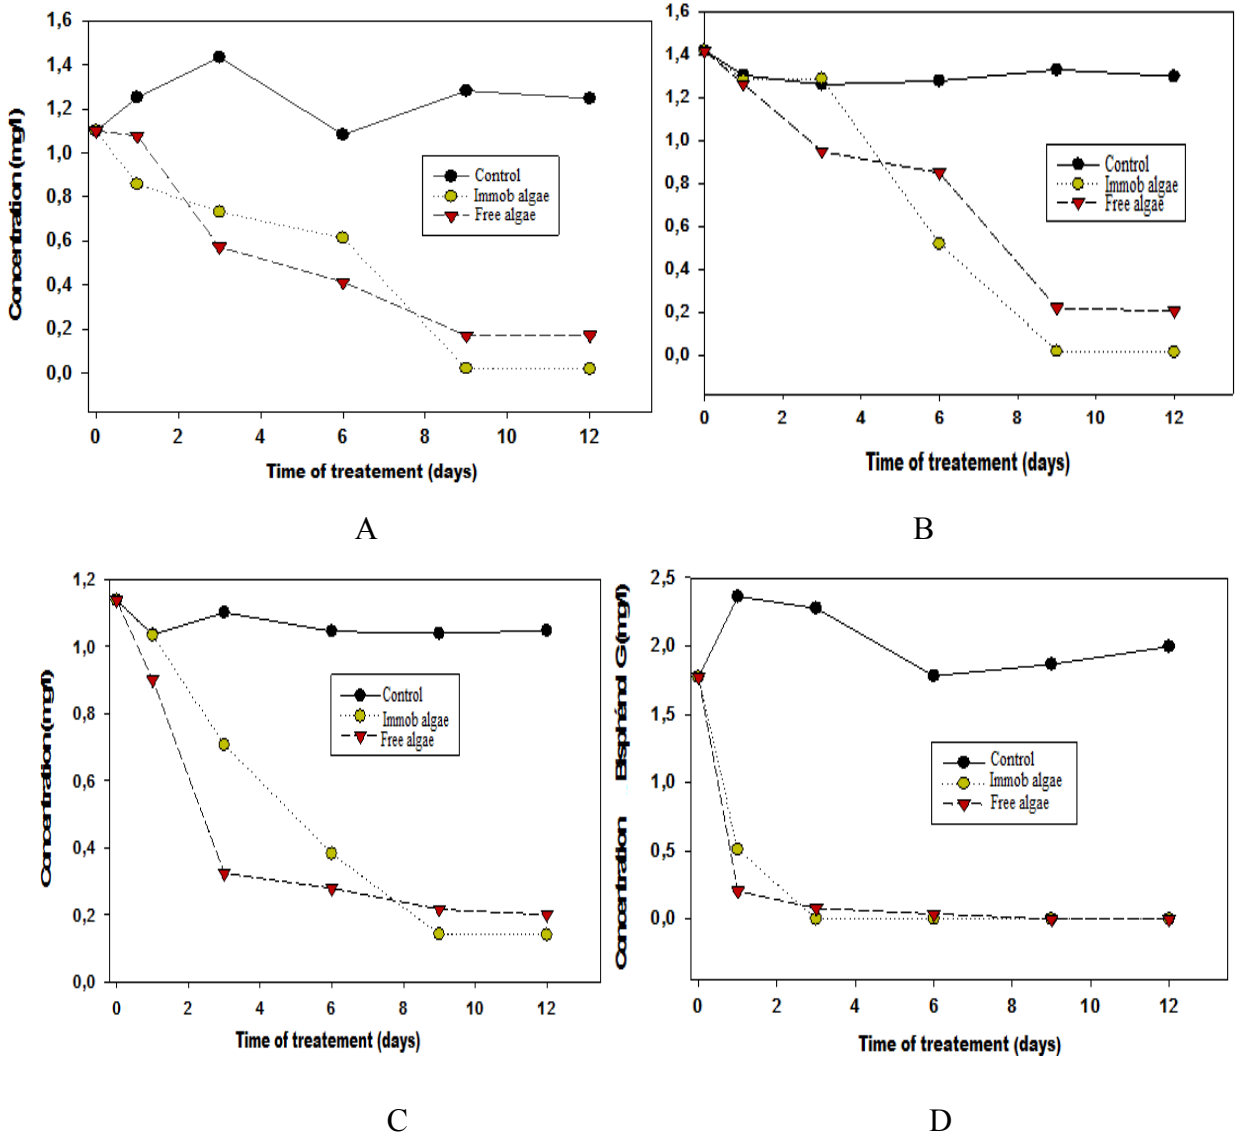 1,6
1,4
1,2
1,0
0,8
0,6
0,4
0,2
0,0
Concentration (mg/l)
Control
Immob algae
Free algae
0 2 4 6 8 10 12
Time of treatement (days)
A
1,6
1,4
1,2
1,0
0,8
0,6
0,4
0,2
0,0
Control
Immob algae
Free algae
0 2 4 6 8 10 12
Time of treatement (days)
B
1,2
1,0
0,8
0,6
0,4
0,2
0,0
Concentration (mg/l)
Control
Immob algae
Free algae
0 2 4 6 8 10 12
Time of treatement (days)
C
2,5
2,0
1,5
1,0
0,5
0,0
Concentration Bisphénol G (mg/l)
Control
Immob algae
Free algae
0 2 4 6 8 10 12
Time of treatement (days)
D